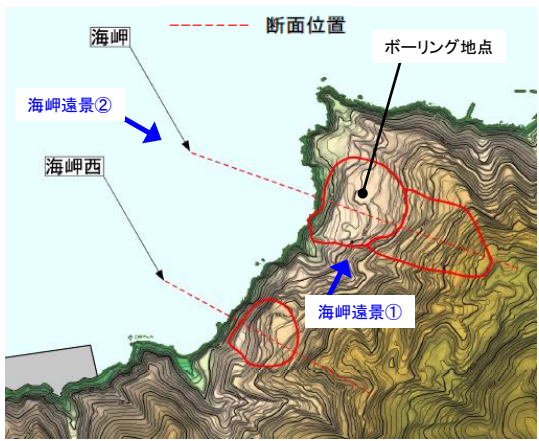 断面位置
海岬
ボーリング地点
海岬遠景②
海岬西
海岬遠景①